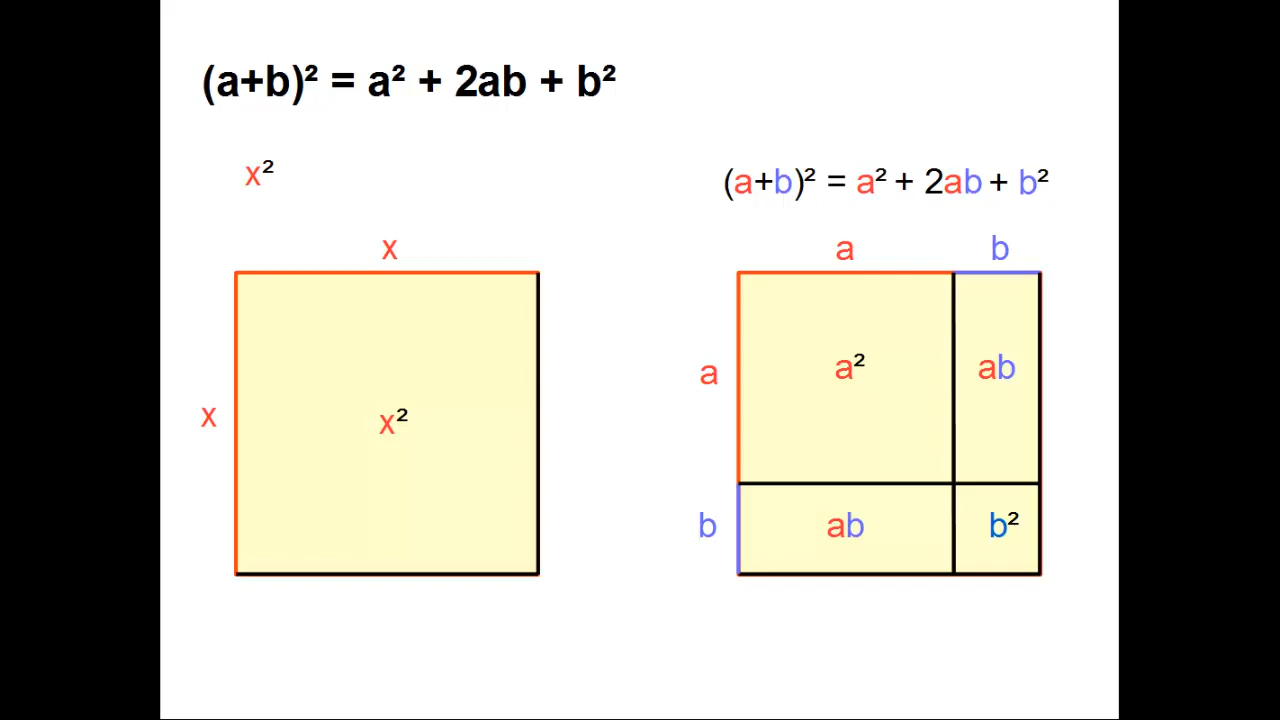 (a+b)² = a² + 2ab + b²
x²
x
x
x²
(a+b)² = a² + 2ab + b²
a b
a
a² ab
b
ab b²